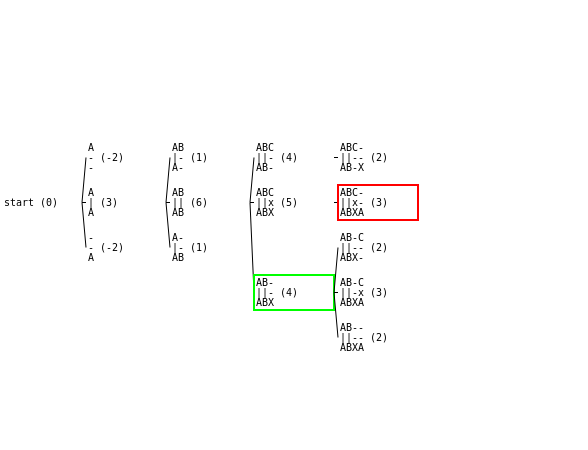 start (0)
A
- (-2)
-
A
| (3)
A
-
- (-2)
A
AB
|- (1)
A-
AB
|| (6)
AB
A-
|- (1)
AB
ABC
||- (4)
AB-
ABC
||x (5)
ABX
AB-
||- (4)
ABX
ABC-
||-- (2)
AB-X
ABC-
||x- (3)
ABXA
AB-C
||-- (2)
ABX-
AB-C
||-x (3)
ABXA
AB--
||-- (2)
ABXA